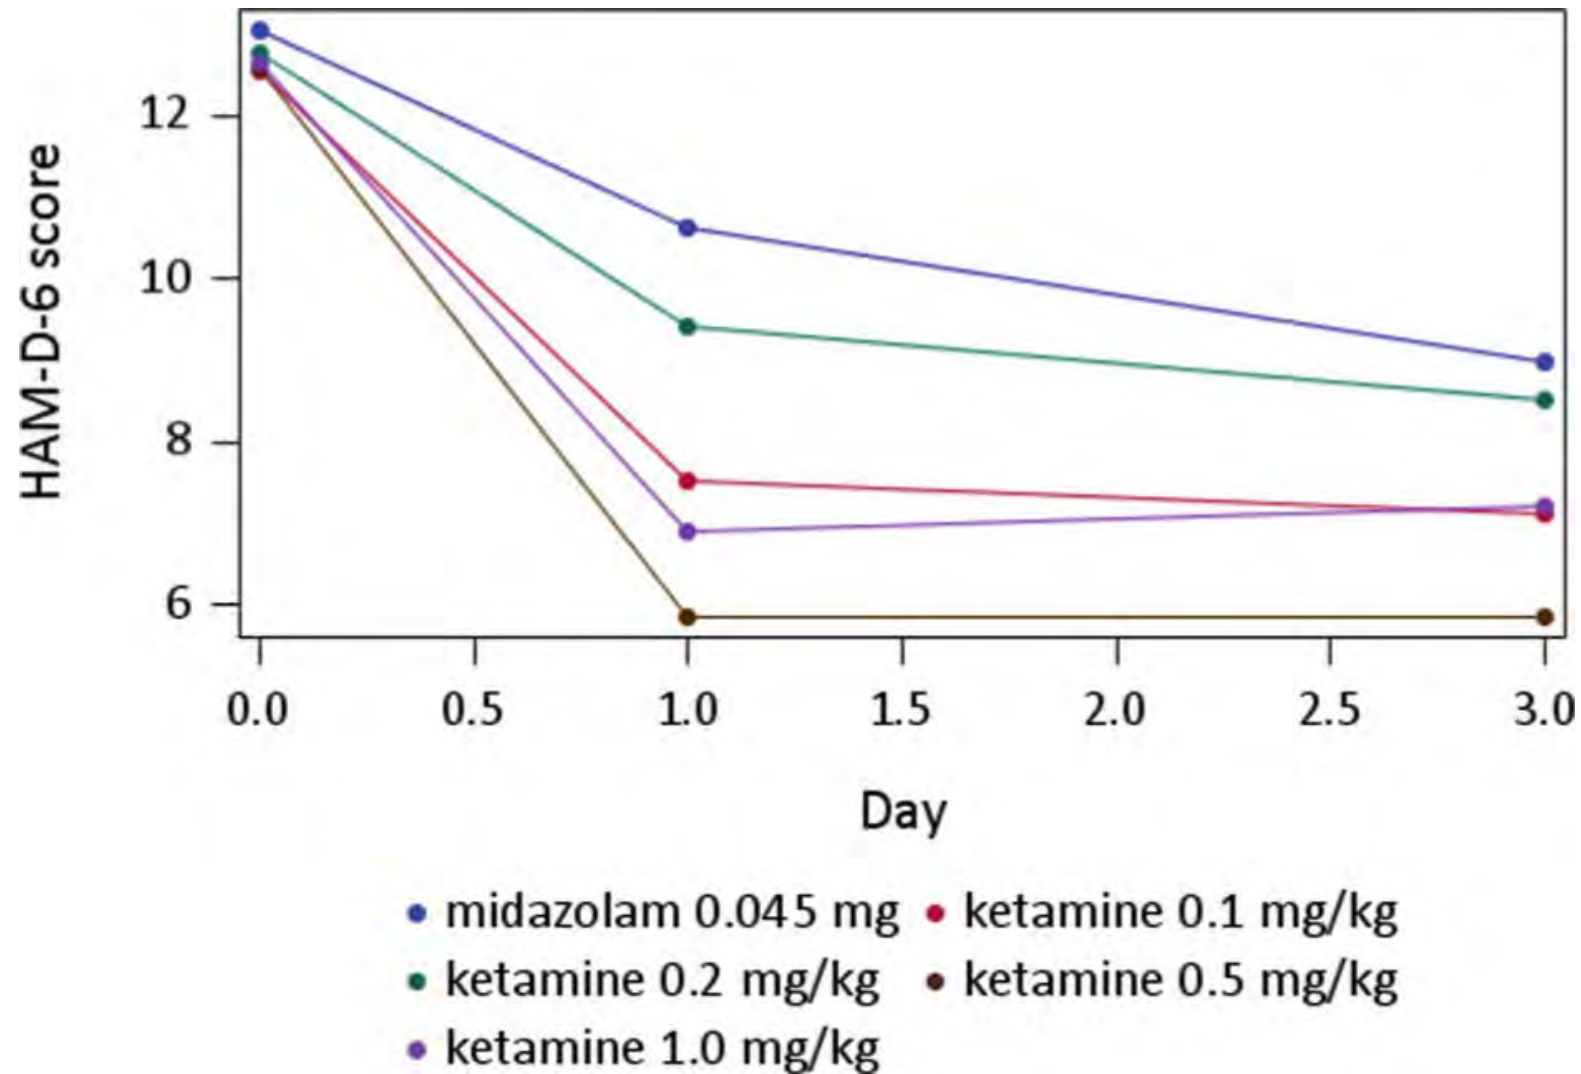 HAM-D-6 score
12
10
8
6
0.0 0.5 1.0 1.5 2.0 2.5 3.0
Day
midazolam 0.045 mg ketamine 0.1 mg/kg
ketamine 0.2 mg/kg ketamine 0.5 mg/kg
ketamine 1.0 mg/kg